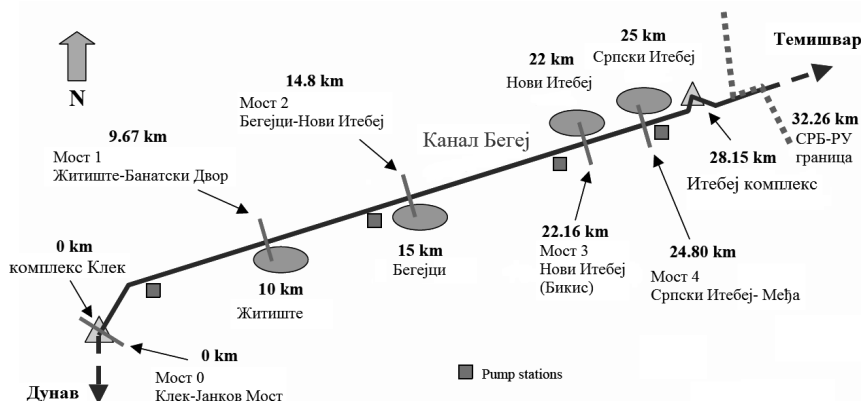 25 km
Српски Итебеј
22 km
Нови Итебеј
Темишвар
14.8 km
Мост 2
Бегејци-Нови Итебеј
N
32.26 km
СРБ-РУ
граница
9.67 km
Мост 1
Житиште-Банатски Двор
Канал Бегеј
28.15 km
Итебеј комплекс
22.16 km
Мост 3
Нови Итебеј
(Бикис)
24.80 km
Мост 4
Српски Итебеј- Међа
0 km
комплекс Клек
15 km
Бегејци
10 km
Житиште
0 km
Мост 0
Клек-Јанков Мост
Pump stations
Дунав